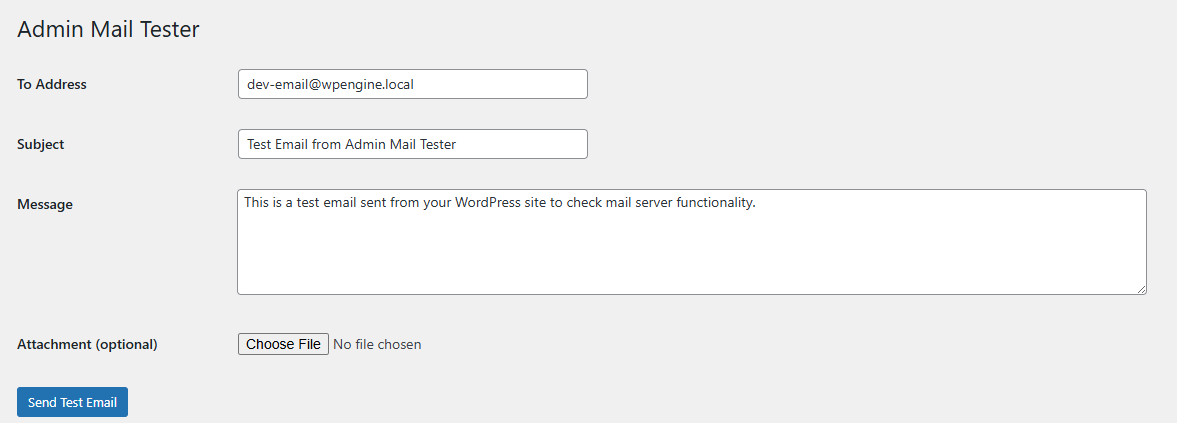 Admin Mail Tester
To Address
dev-email@wpengine.local
Subject
Test Email from Admin Mail Tester
Message
This is a test email sent from your WordPress site to check mail server functionality.
Attachment (optional)
Choose File No file chosen
Send Test Email